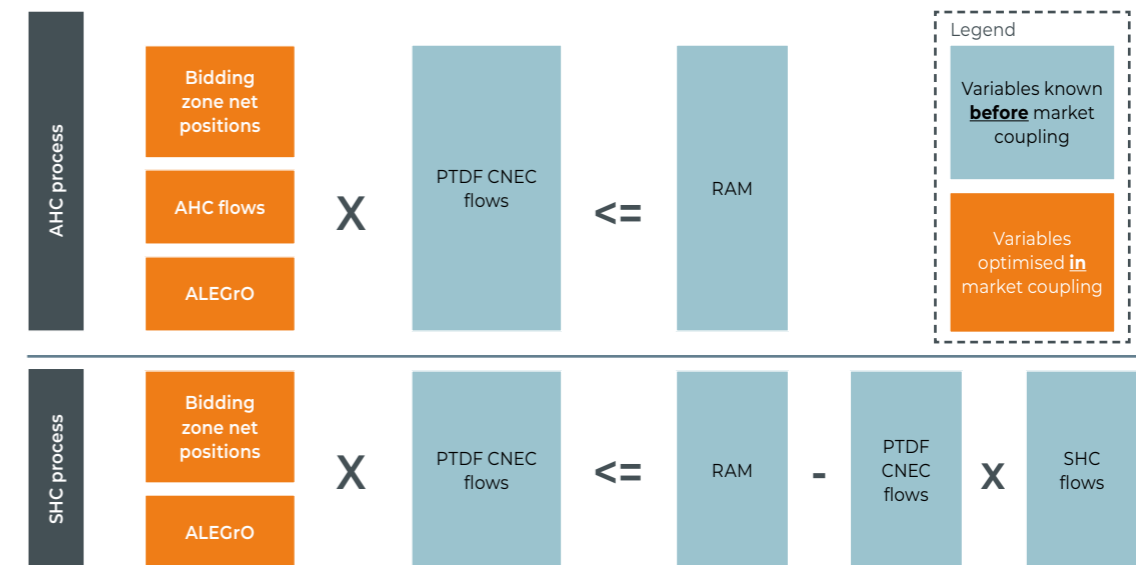 AHC process
Bidding
zone net
positions
AHC flows
ALEGrO
X
PTDF CNEC
flows
<=
RAM
Legend
Variables known
before market
coupling
Variables
optimised in
market coupling
SHC process
Bidding
zone net
positions
ALEGrO
X
PTDF CNEC
flows
<=
RAM
-
PTDF
CNEC
flows
x
SHC
flows